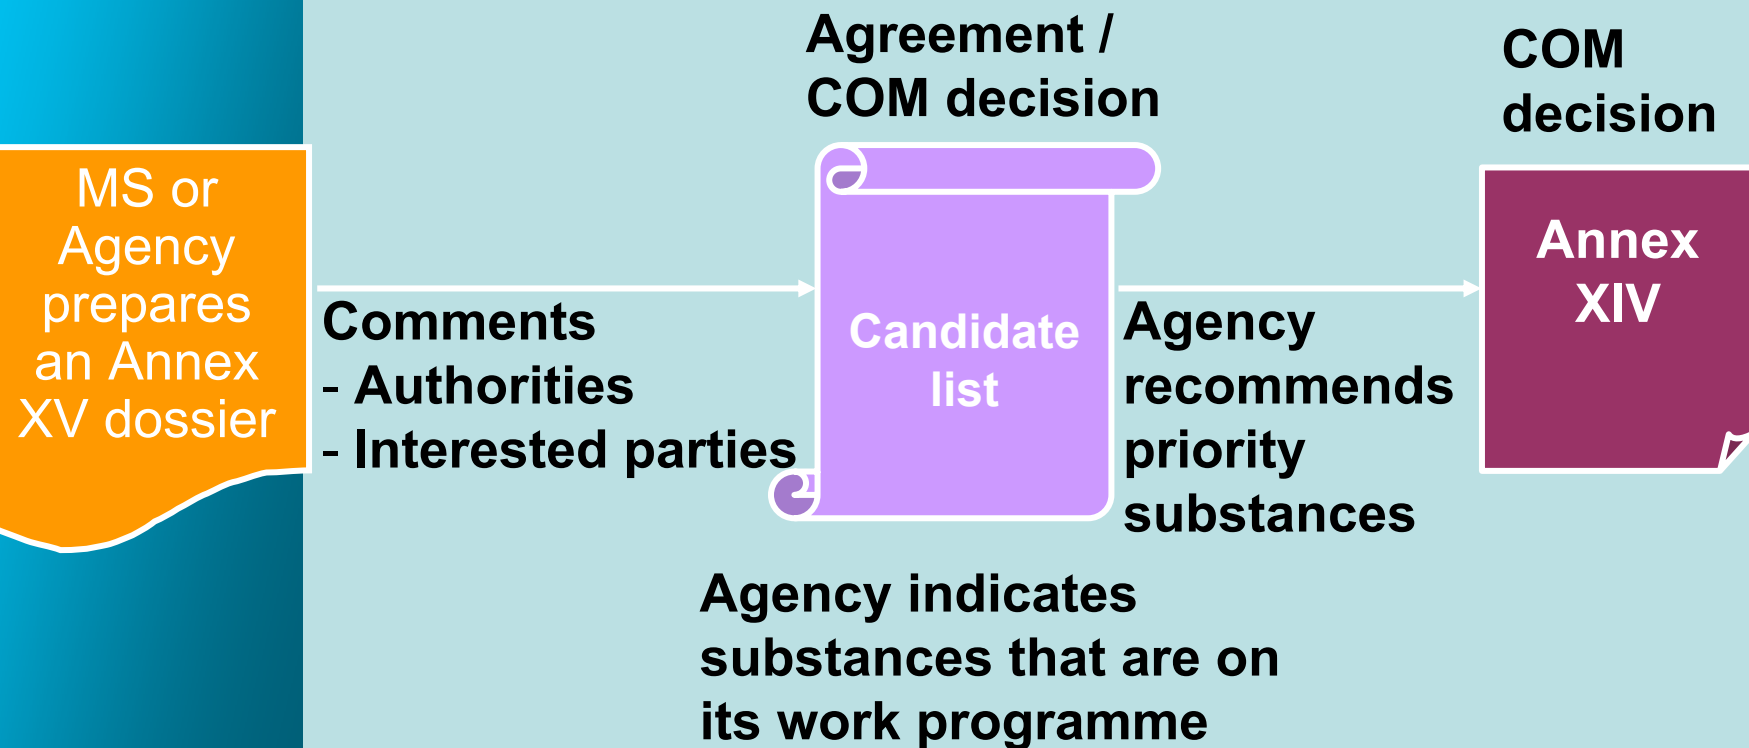 MS or
Agency
prepares
an Annex
XV dossier
Comments
- Authorities
- Interested parties
Agreement /
COM decision
Candidate
list
Agency indicates
substances that are on
its work programme
Agency
recommends
priority
substances
COM
decision
Annex
XIV